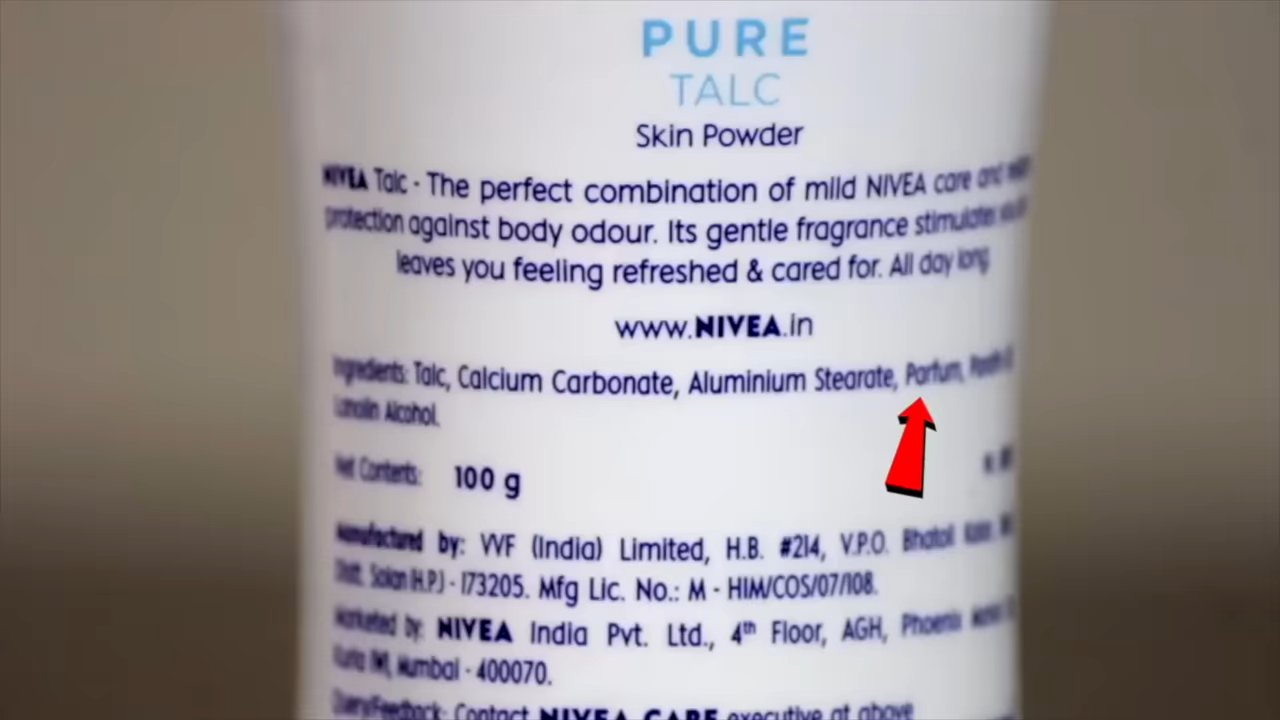 PURE
TALC
Skin Powder
NIVEA Talc - The perfect combination of mild NIVEA care and
protection against body odour. Its gentle fragrance stimulates
leaves you feeling refreshed & cared for. All day long
www.NIVEA.in
Ingredients: Talc, Calcium Carbonate, Aluminium Stearate, Parfum,
Lanolin Alcohol.
Net Contents: 100 g
Manufactured by: VVF (India) Limited, H.B. #214, V.P.O. Bhatoli
Distt. Solan (H.P.) - 173205. Mfg Lic. No.: M - HIM/COS/07/108.
Marketed by: NIVEA India Pvt. Ltd., 4th Floor, AGH, Phoenix
Kurla (W), Mumbai - 400070.
Query/Feedback: Contact NIVEA CARE executive at above